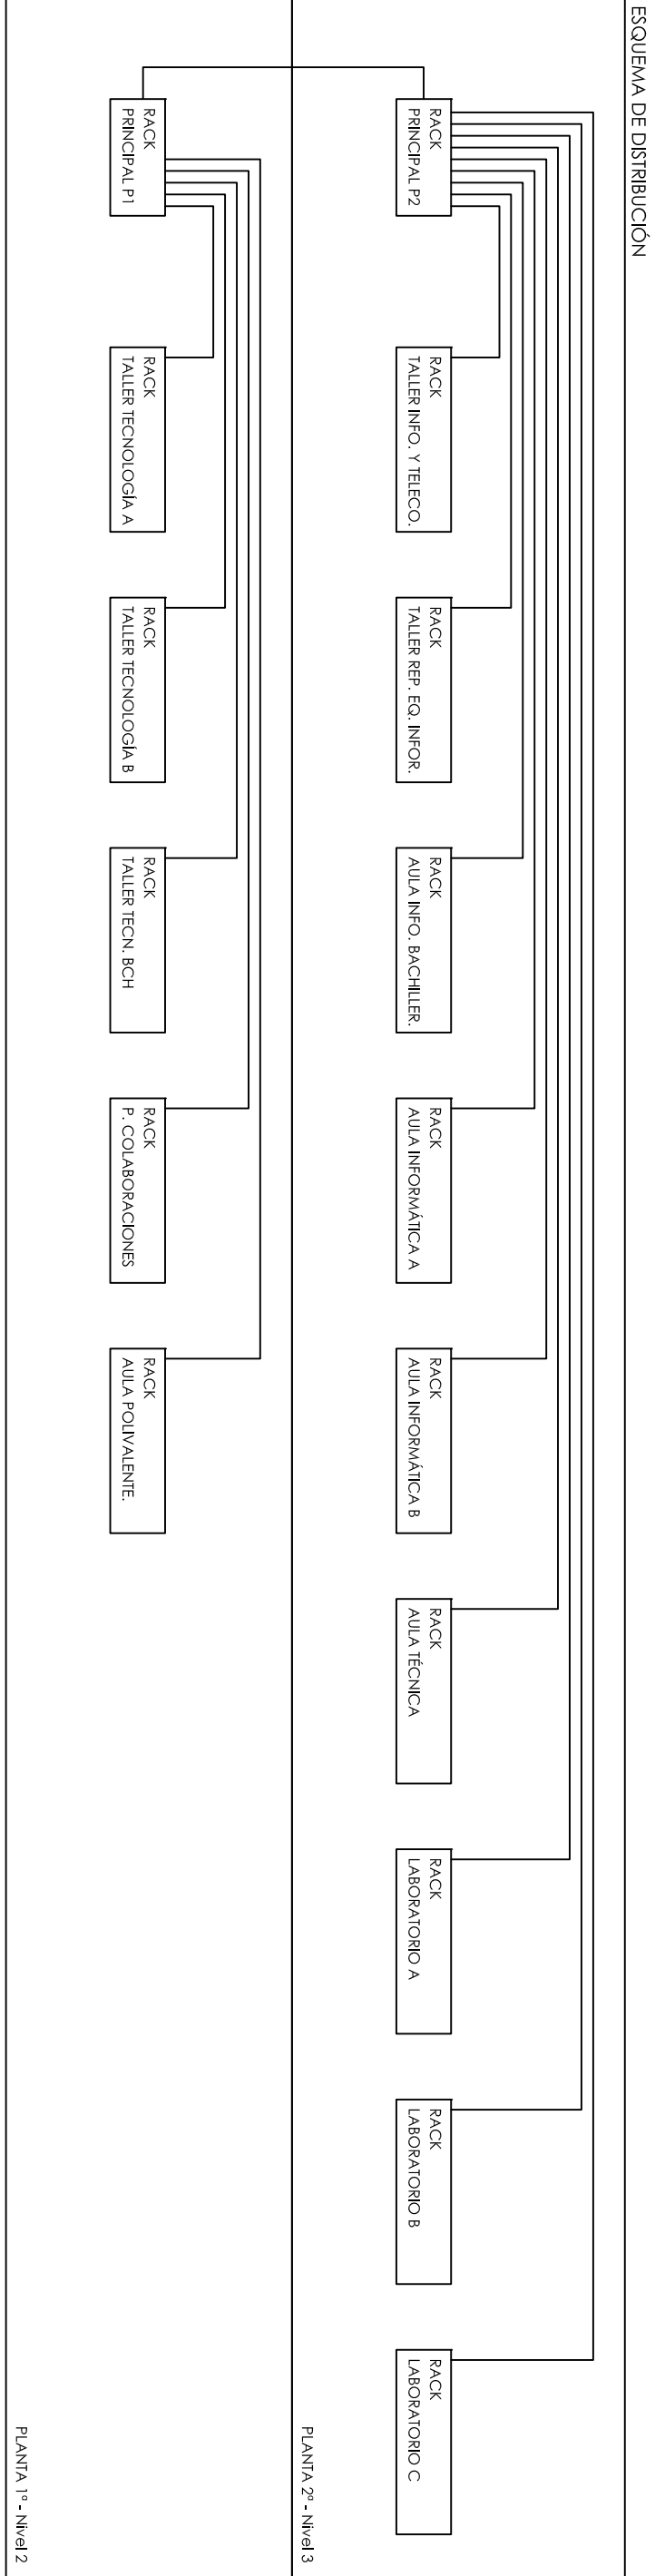 ESQUEMA DE DISTRIBUCIÓN
RACK
PRINCIPAL P2
RACK
TALLER INFO. Y TELECO.
RACK
TALLER REP. EQ. INFOR.
RACK
AULA INFO. BACHILLER.
RACK
AULA INFORMÁTICA A
RACK
AULA INFORMÁTICA B
RACK
AULA TÉCNICA
RACK
LABORATORIO A
RACK
LABORATORIO B
RACK
LABORATORIO C
PLANTA 2ª - Nivel 3
RACK
PRINCIPAL P1
RACK
TALLER TECNOLOGÍA A
RACK
TALLER TECNOLOGÍA B
RACK
TALLER TECN. BCH
RACK
P. COLABORACIONES
RACK
AULA POLIVALENTE.
PLANTA 1ª - Nivel 2